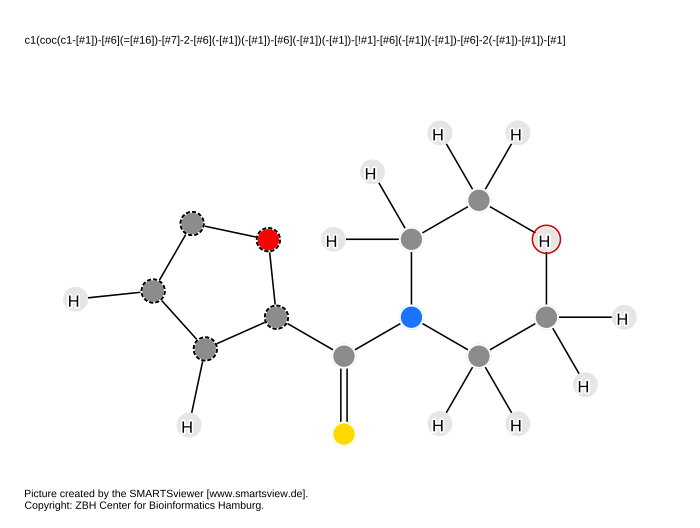 c1(coc(c1-[#1])-[#6](=[#16])-[#7]-2-[#6](-[#1])(-[#1])-[#6](-[#1])(-[#1])-[!#1]-[#6](-[#1])(-[#1])-[#6]-2(-[#1])-[#1])-[#1]
H H
H
H H
H
H
H
H H H
Picture created by the SMARTSviewer [www.smartsview.de].
Copyright: ZBH Center for Bioinformatics Hamburg.